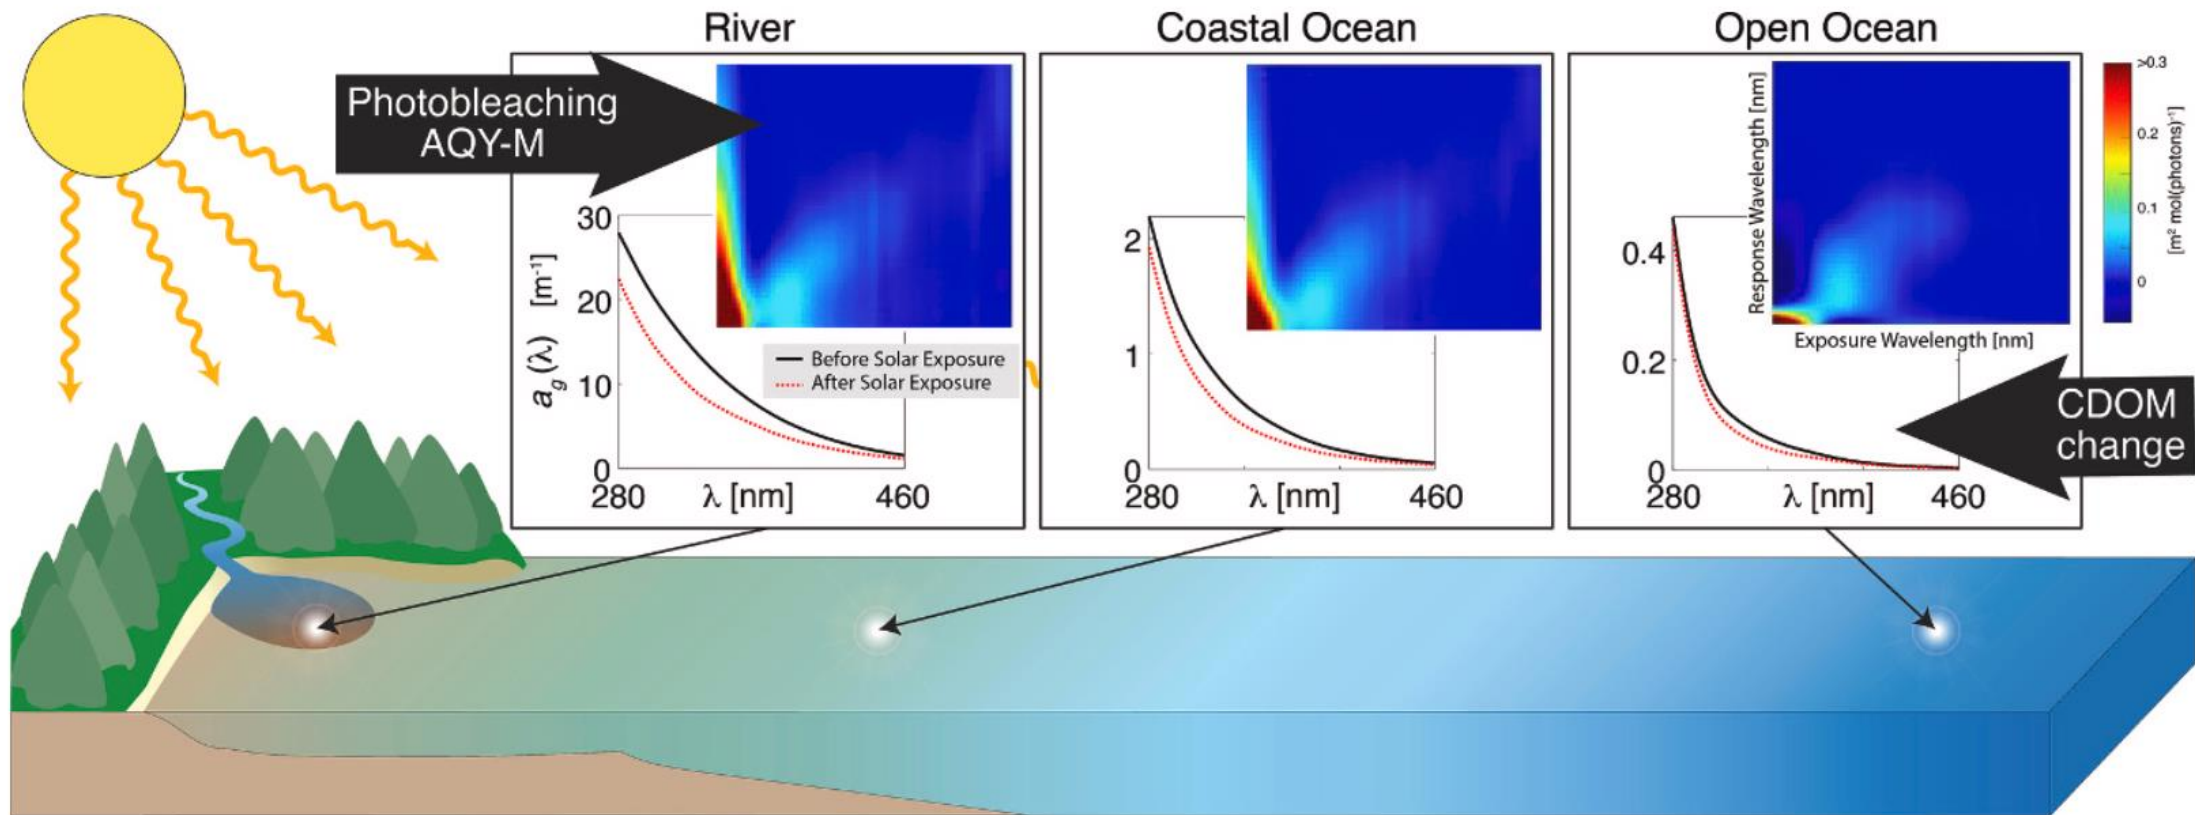 River
Coastal Ocean
Open Ocean
Photobleaching
AQY-M
30
20
10
0
a_g(λ) [m⁻¹]
280
λ [nm]
460
Before Solar Exposure
After Solar Exposure
2
1
0
280
λ [nm]
460
0.4
0.2
0
280
λ [nm]
460
Response Wavelength [nm]
Exposure Wavelength [nm]
>0.3
0.2
0.1
0
[m² mol(photons)⁻¹]
CDOM
change